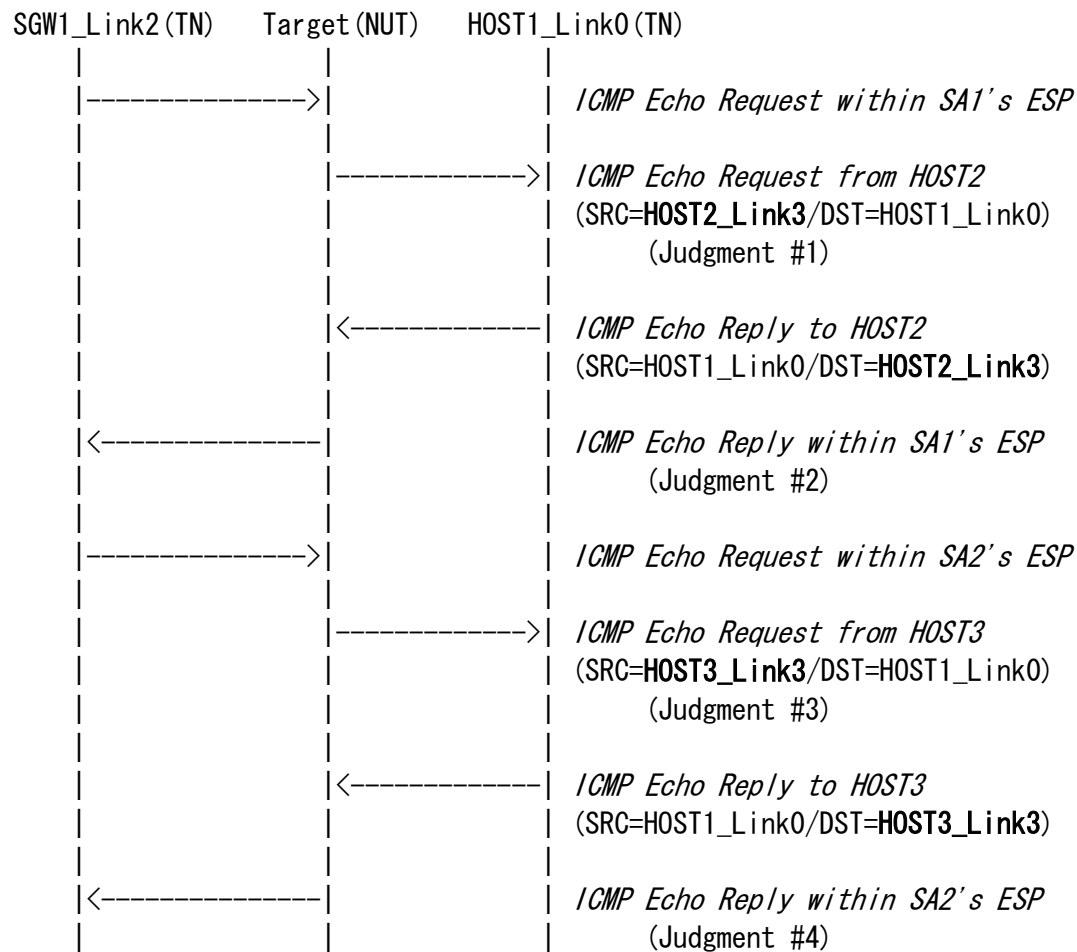 SGW1_Link2(TN) Target(NUT) HOST1_Link0(TN)
| | |
|--------------->| | ICMP Echo Request within SA1's ESP
| | |
| |------------->| ICMP Echo Request from HOST2
| | | (SRC=HOST2_Link3/DST=HOST1_Link0)
| | | (Judgment #1)
| | |
| |<-------------| ICMP Echo Reply to HOST2
| | | (SRC=HOST1_Link0/DST=HOST2_Link3)
| | |
|<---------------| | ICMP Echo Reply within SA1's ESP
| | | (Judgment #2)
| | |
|--------------->| | ICMP Echo Request within SA2's ESP
| | |
| |------------->| ICMP Echo Request from HOST3
| | | (SRC=HOST3_Link3/DST=HOST1_Link0)
| | | (Judgment #3)
| | |
| |<-------------| ICMP Echo Reply to HOST3
| | | (SRC=HOST1_Link0/DST=HOST3_Link3)
| | |
|<---------------| | ICMP Echo Reply within SA2's ESP
| | | (Judgment #4)